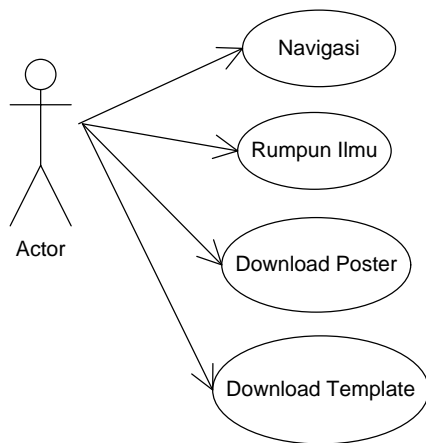 Navigasi
Rumpun Ilmu
Actor
Download Poster
Download Template